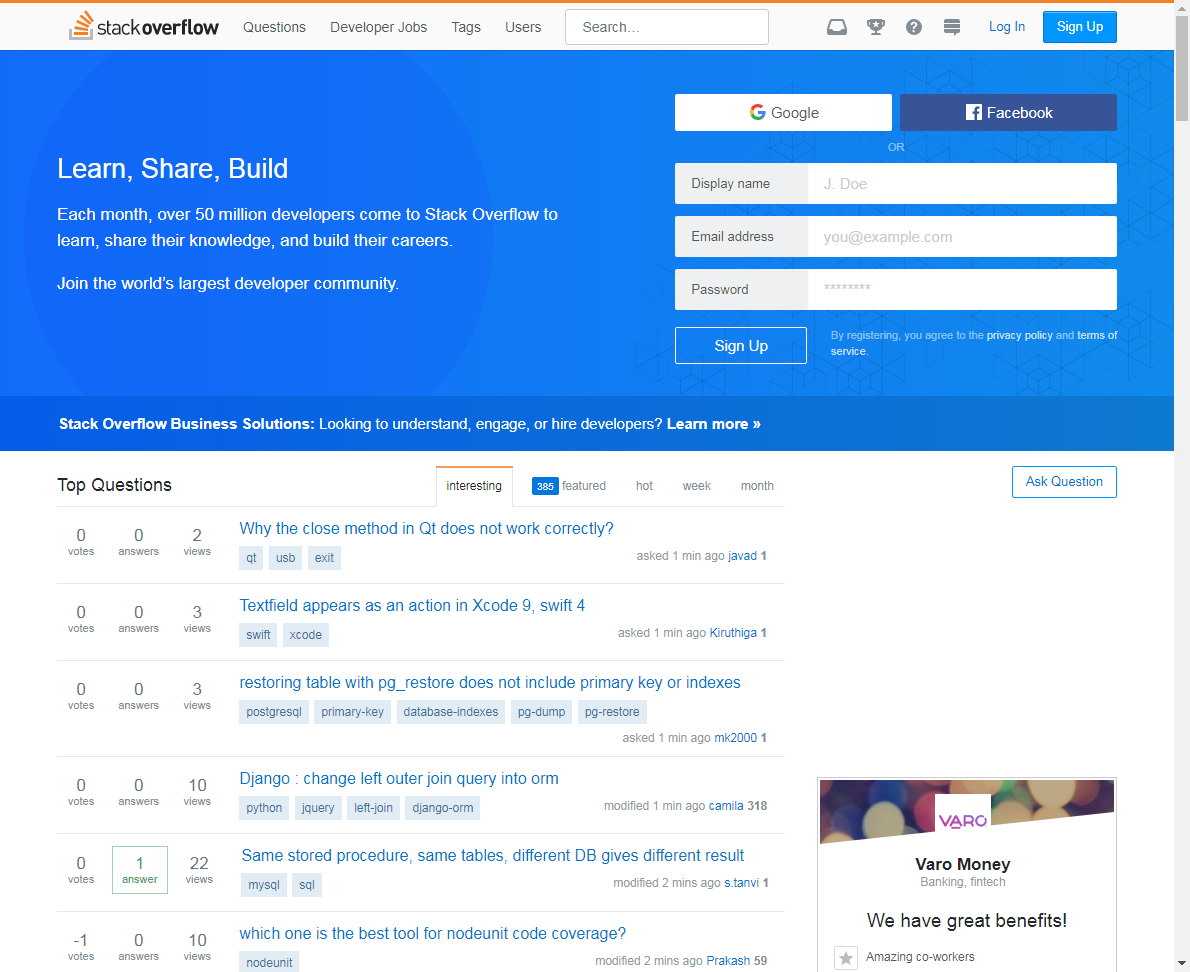 stackoverflow Questions Developer Jobs Tags Users Search... Log In Sign Up
Google Facebook
OR
Learn, Share, Build
Each month, over 50 million developers come to Stack Overflow to
learn, share their knowledge, and build their careers.
Join the world's largest developer community.
Display name J. Doe
Email address you@example.com
Password ********
Sign Up
By registering, you agree to the privacy policy and terms of
service.
Stack Overflow Business Solutions: Looking to understand, engage, or hire developers? Learn more »
Top Questions interesting 385 featured hot week month
Ask Question
0 votes 0 answers 2 views
Why the close method in Qt does not work correctly?
qt usb exit
asked 1 min ago javad 1
0 votes 0 answers 3 views
Textfield appears as an action in Xcode 9, swift 4
swift xcode
asked 1 min ago Kiruthiga 1
0 votes 0 answers 3 views
restoring table with pg_restore does not include primary key or indexes
postgresql primary-key database-indexes pg-dump pg-restore
asked 1 min ago mk2000 1
0 votes 0 answers 10 views
Django : change left outer join query into orm
python jquery left-join django-orm
modified 1 min ago camila 318
0 votes 1 answer 22 views
Same stored procedure, same tables, different DB gives different result
mysql sql
modified 2 mins ago s.tanvi 1
-1 votes 0 answers 10 views
which one is the best tool for nodeunit code coverage?
nodeunit
modified 2 mins ago Prakash 59
VARO
Varo Money
Banking, fintech
We have great benefits!
Amazing co-workers